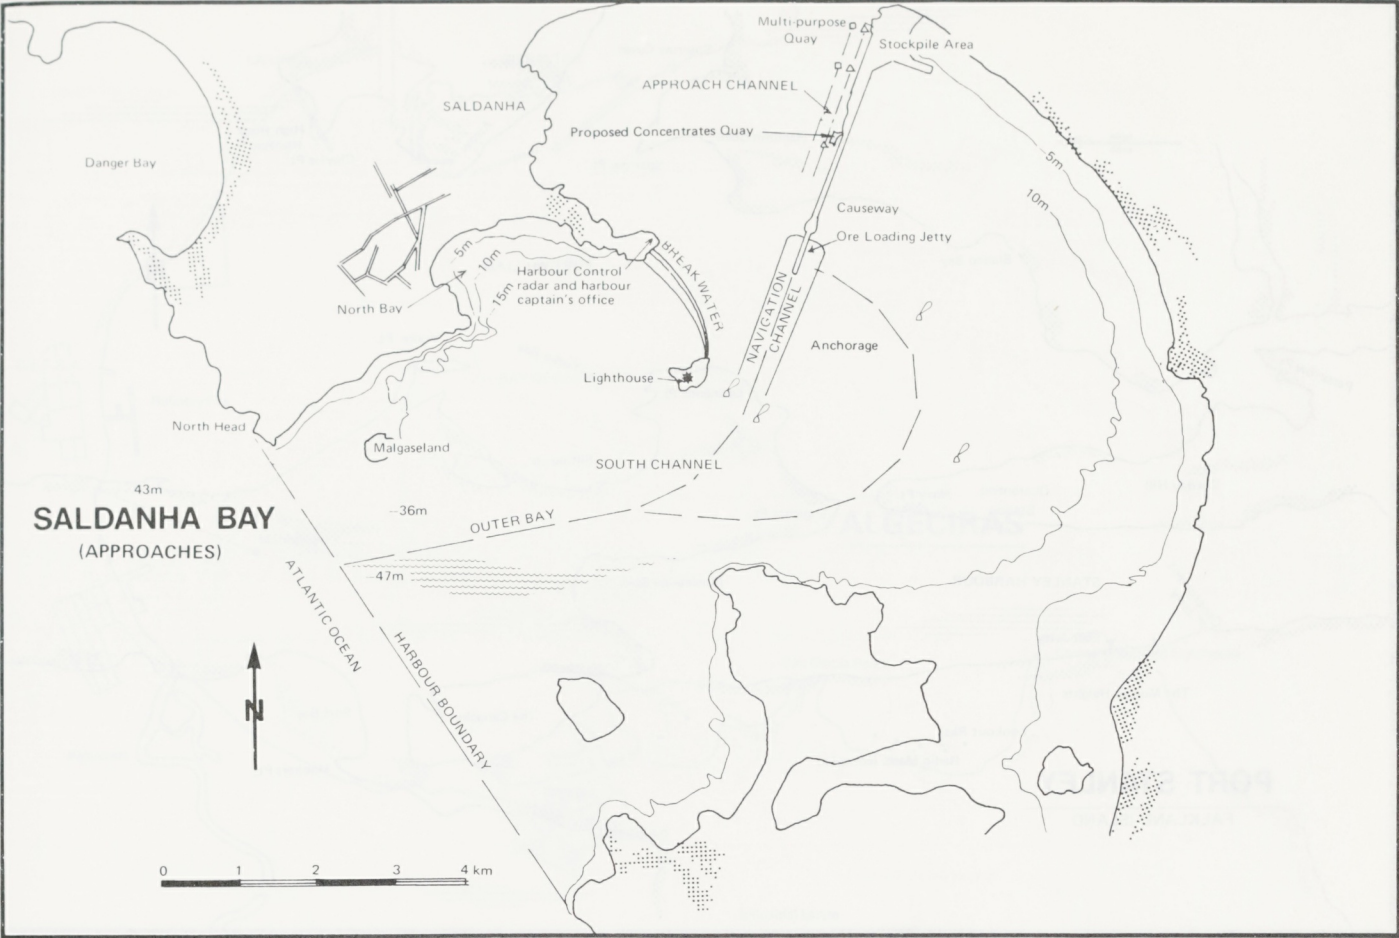 Multi-purpose
Quay
Stockpile Area
APPROACH CHANNEL
SALDANHA
Proposed Concentrates Quay
Danger Bay
5m
10m
Causeway
Ore Loading Jetty
5m
10m
15m
BREAKWATER
Harbour Control
radar and harbour
captain's office
North Bay
NAVIGATION
CHANNEL
Anchorage
Lighthouse
North Head
Malgaseland
SOUTH CHANNEL
43m
SALDANHA BAY
(APPROACHES)
36m
OUTER BAY
47m
ATLANTIC OCEAN
HARBOUR BOUNDARY
N
0 1 2 3 4 km